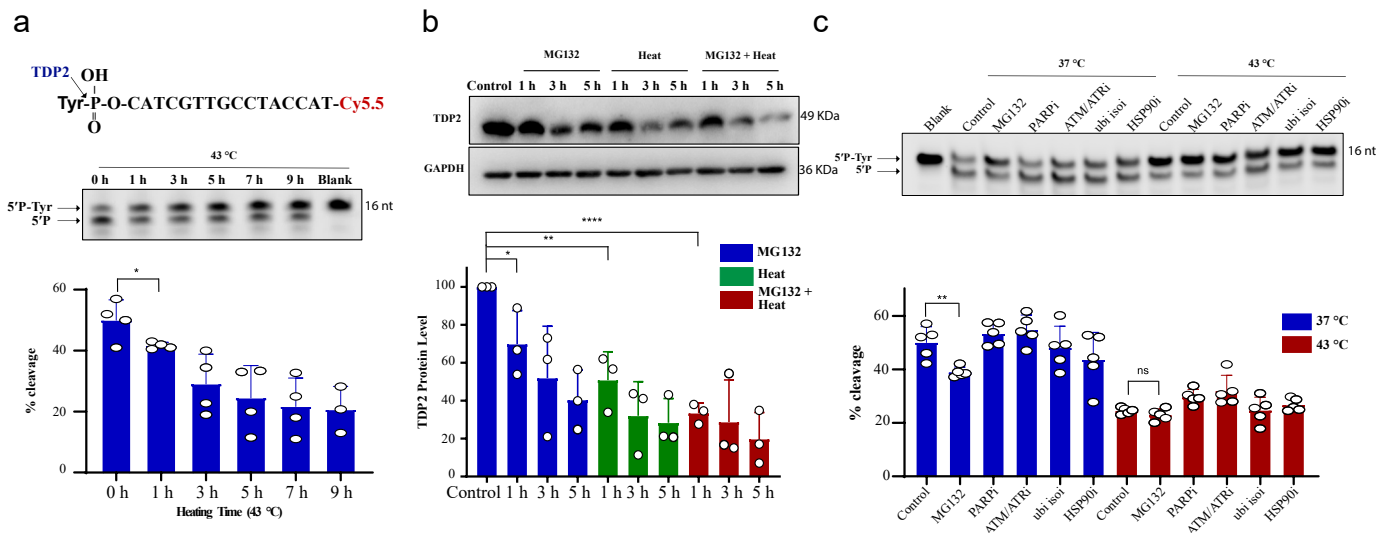 a
TDP2
OH
Tyr-P-O-CATCGTTGCCTACCAT-Cy5.5
O
43 °C
0 h 1 h 3 h 5 h 7 h 9 h Blank
5'P-Tyr
16 nt
5'P
*
60
40
20
0
% cleavage
0 h 1 h 3 h 5 h 7 h 9 h
Heating Time (43 °C)
b
MG132 Heat MG132 + Heat
Control 1 h 3 h 5 h 1 h 3 h 5 h 1 h 3 h 5 h
TDP2
49 KDa
GAPDH
36 KDa
****
**
*
MG132
Heat
MG132 +
Heat
100
80
60
40
20
0
TDP2 Protein Level
Control 1 h 3 h 5 h 1 h 3 h 5 h 1 h 3 h 5 h
c
37 °C 43 °C
Blank Control MG132 PARPi ATM/ATRi ubi isoi HSP90i Control MG132 PARPi ATM/ATRi ubi isoi HSP90i
5'P-Tyr
16 nt
5'P
37 °C
43 °C
**
ns
60
40
20
0
% cleavage
Control MG132 PARPi ATM/ATRi ubi isoi HSP90i Control MG132 PARPi ATM/ATRi ubi isoi HSP90i